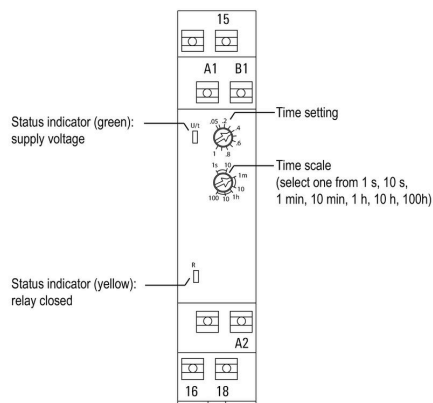 15
A1 B1
Status indicator (green):
supply voltage
U/t
.05 .2
.4
.6
.8
1
Time setting
1s 10
1m
10
1h
10
100
Time scale
(select one from 1 s, 10 s,
1 min, 10 min, 1 h, 10 h, 100h)
Status indicator (yellow):
relay closed
R
A2
16 18